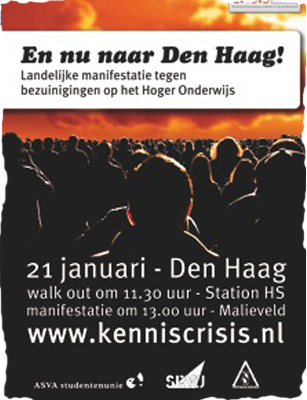 En nu naar Den Haag!
Landelijke manifestatie tegen
bezuinigingen op het Hoger Onderwijs
21 januari - Den Haag
walk out om 11.30 uur - Station HS
manifestatie om 13.00 uur - Malieveld
www.kenniscrisis.nl
ASVA studentenunie